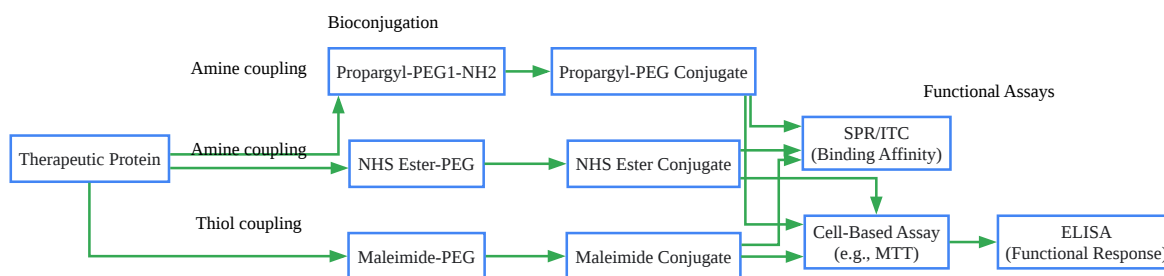 Bioconjugation
Amine coupling
Propargyl-PEG1-NH2
Propargyl-PEG Conjugate
Functional Assays
Therapeutic Protein
Amine coupling
NHS Ester-PEG
NHS Ester Conjugate
SPR/ITC
(Binding Affinity)
Thiol coupling
Maleimide-PEG
Maleimide Conjugate
Cell-Based Assay
(e.g., MTT)
ELISA
(Functional Response)